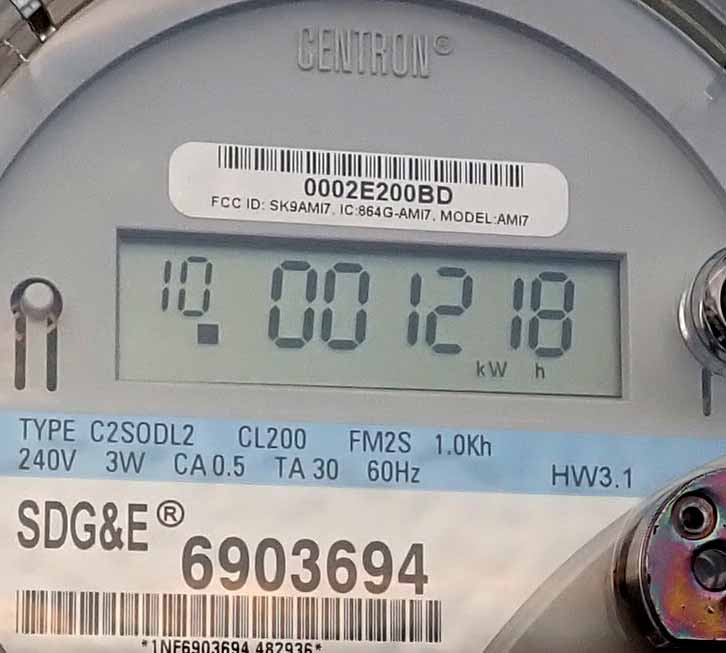 CENTRON®
0002E200BD
FCC ID: SK9AMI7, IC:864G-AMI7, MODEL:AMI7
10 001218
kW h
TYPE C2SODL2 CL200 FM2S 1.0Kh
240V 3W CA 0.5 TA 30 60Hz HW3.1
SDG&E® 6903694
*1NF6903694 482936*